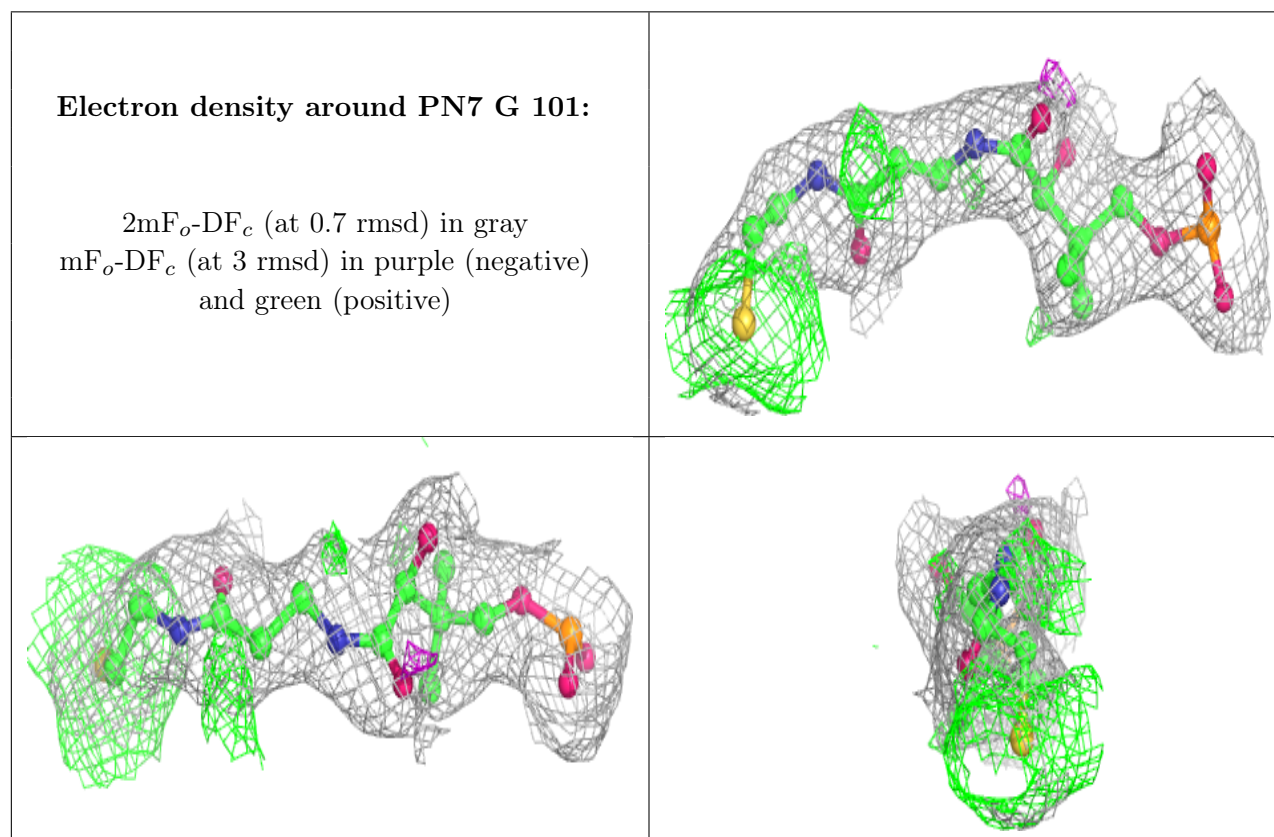 Electron density around PN7 G 101:
2mFₒ-DF𝑐 (at 0.7 rmsd) in gray
mFₒ-DF𝑐 (at 3 rmsd) in purple (negative)
and green (positive)